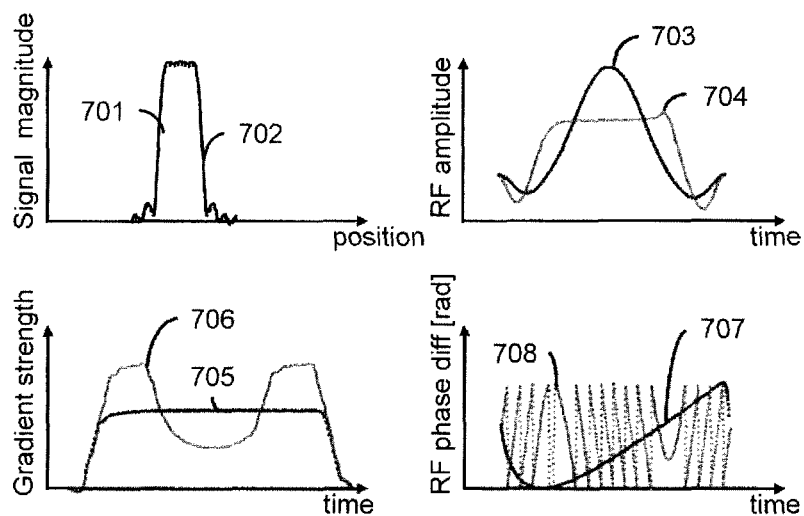 Signal magnitude
701
702
position
RF amplitude
703
704
time
Gradient strength
706
705
time
RF phase diff [rad]
708
707
time